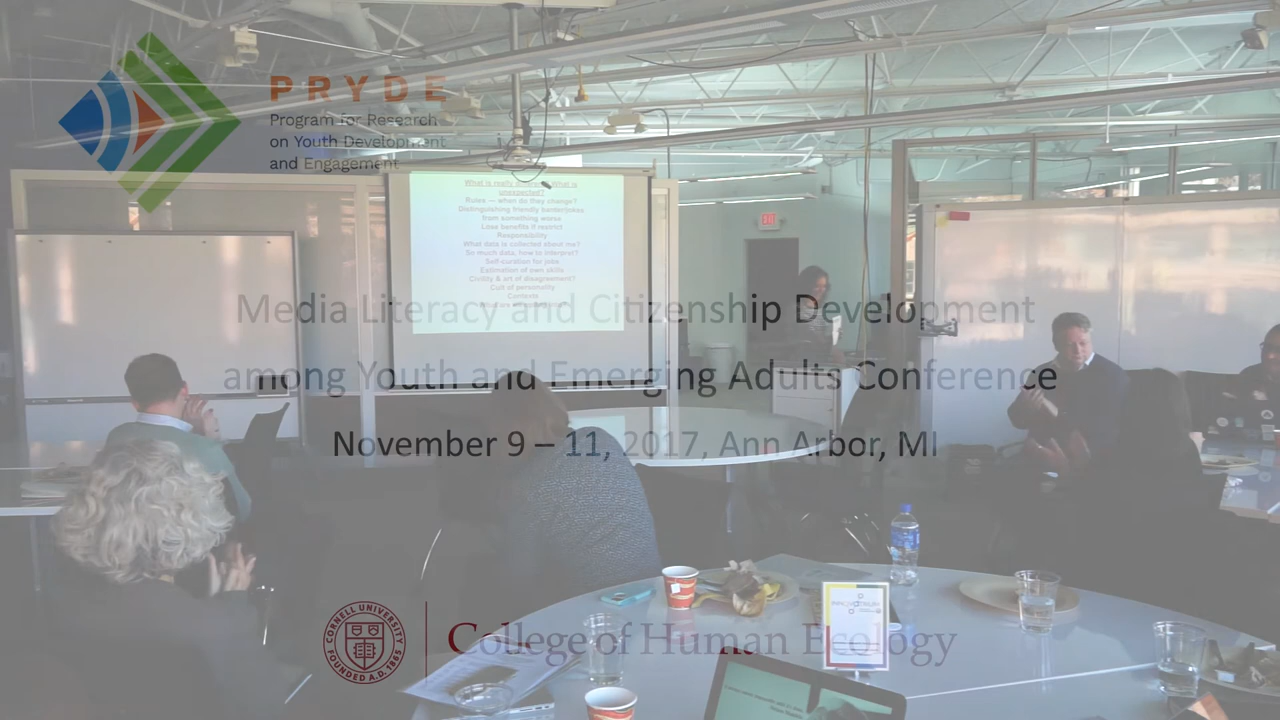 PRYDE
Program for Research
on Youth Development
and Engagement
What is really different? What is
unexpected?
Rules — when do they change?
Distinguishing friendly banter/jokes
from something worse
Lose benefits if restrict
Responsibility
What data is collected about me?
So much data, how to interpret?
Self-curation for jobs
Estimation of own skills
Civility & art of disagreement?
Cult of personality
Contexts
EXIT
Media Literacy and Citizenship Development
among Youth and Emerging Adults Conference
November 9 – 11, 2017, Ann Arbor, MI
CORNELL UNIVERSITY
FOUNDED A.D. 1865
College of Human Ecology